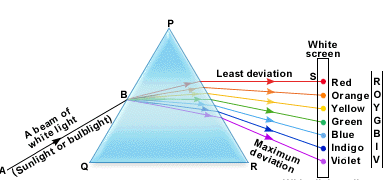 P
White
screen
Least deviation
S
Red
R
Orange
O
Yellow
Y
Green
G
Blue
B
Indigo
I
Violet
V
B
A beam of
white light
(Sunlight or bulblight)
A
Maximum
deviation
Q
R